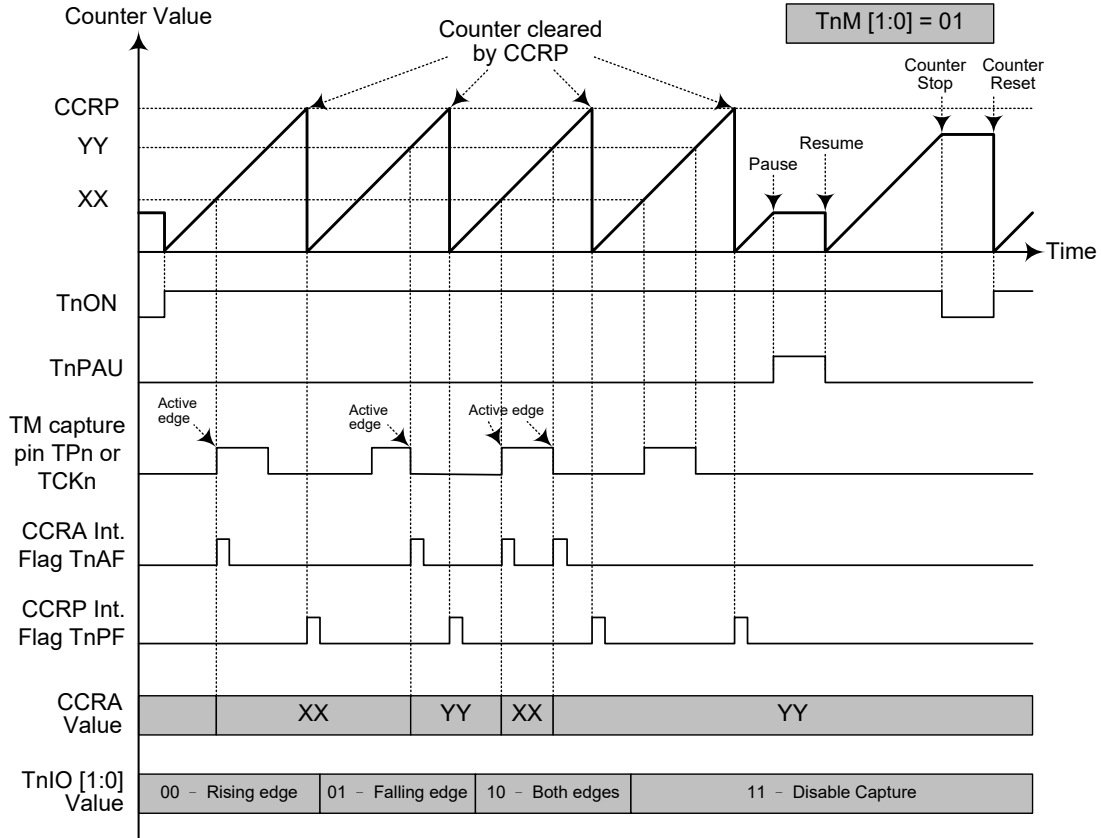 Counter Value
TnM [1:0] = 01
Counter cleared
by CCRP
Counter
Stop
Counter
Reset
CCRP
YY
XX
Pause
Resume
Time
TnON
TnPAU
TM capture
pin TPn or
TCKn
Active
edge
Active
edge
Active edge
CCRA Int.
Flag TnAF
CCRP Int.
Flag TnPF
CCRA
Value
XX
YY
XX
YY
TnIO [1:0]
Value
00 – Rising edge
01 – Falling edge
10 – Both edges
11 – Disable Capture